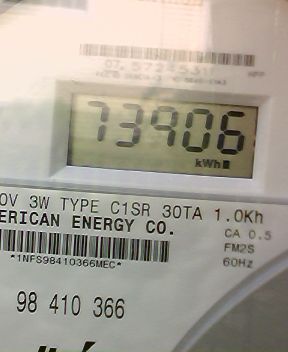 73906
kWh
0V 3W TYPE C1SR 30TA 1.0Kh
ERICAN ENERGY CO.
CA 0.5
FM2S
*1NFS98410366MEC*
60Hz
98 410 366